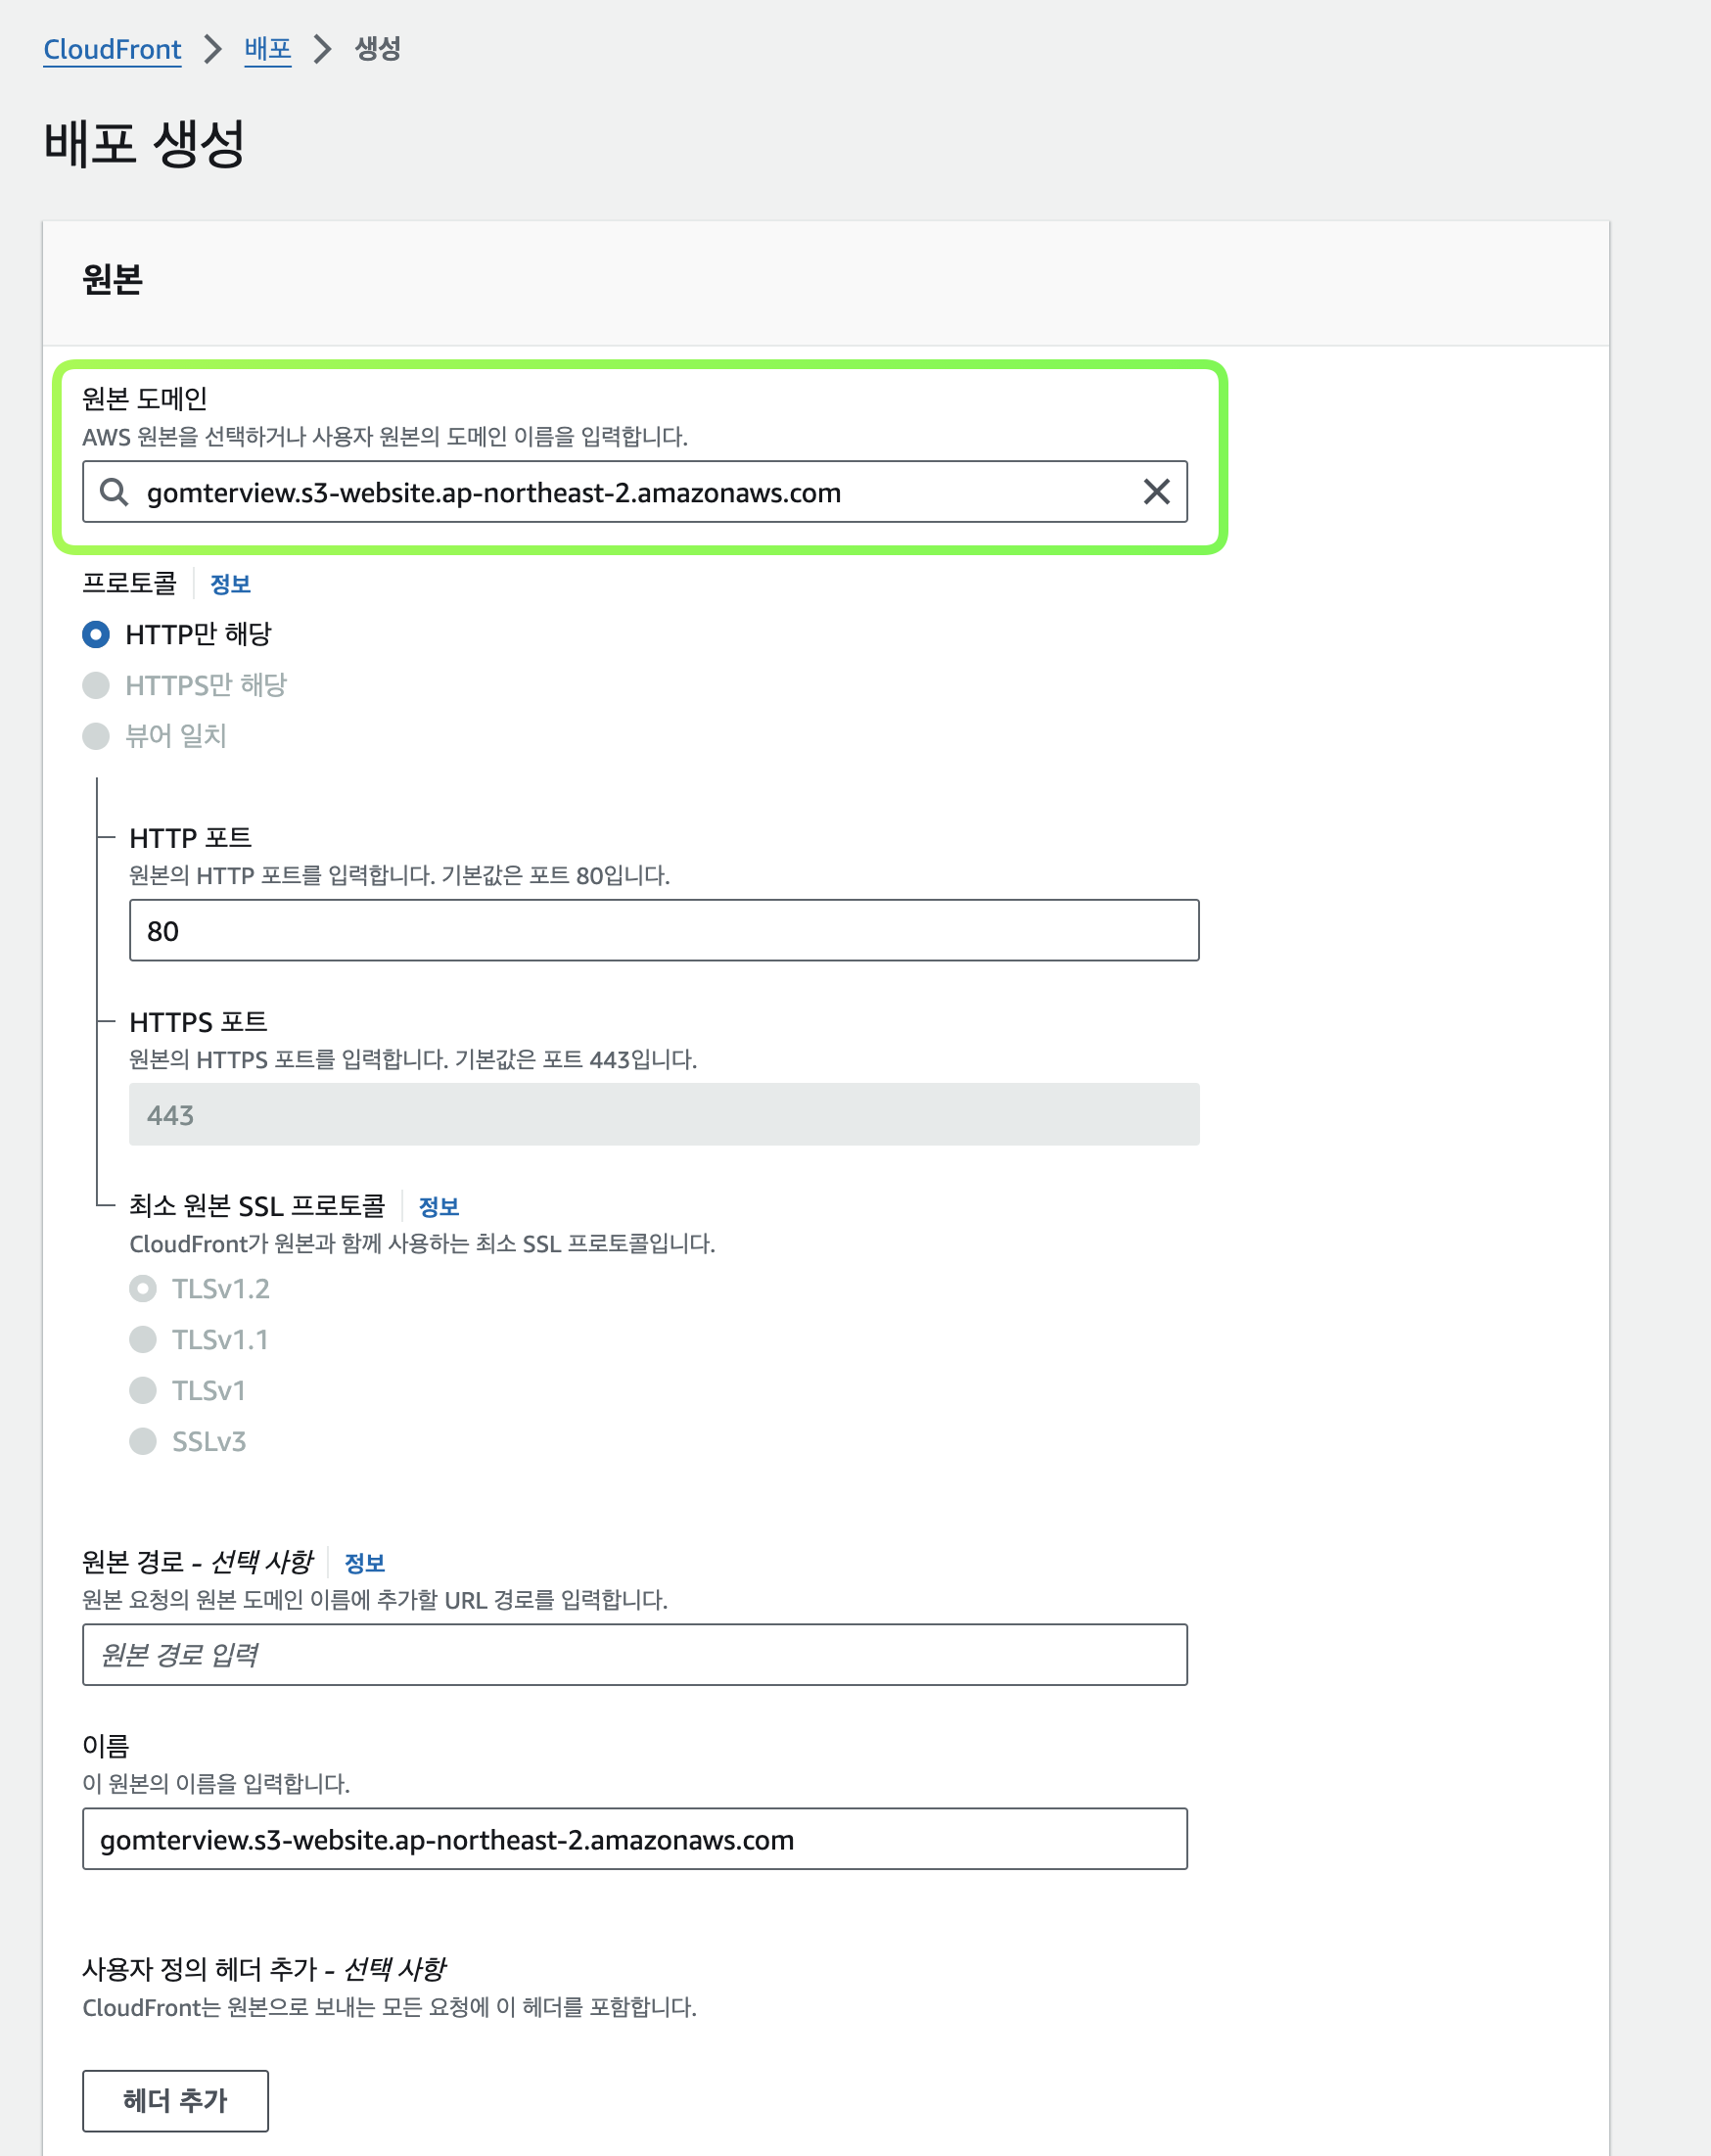 CloudFront > 배포 > 생성
배포 생성
원본
원본 도메인
AWS 원본을 선택하거나 사용자 원본의 도메인 이름을 입력합니다.
gomterview.s3-website.ap-northeast-2.amazonaws.com
프로토콜 정보
HTTP만 해당
HTTPS만 해당
뷰어 일치
HTTP 포트
원본의 HTTP 포트를 입력합니다. 기본값은 포트 80입니다.
80
HTTPS 포트
원본의 HTTPS 포트를 입력합니다. 기본값은 포트 443입니다.
443
최소 원본 SSL 프로토콜 정보
CloudFront가 원본과 함께 사용하는 최소 SSL 프로토콜입니다.
TLSv1.2
TLSv1.1
TLSv1
SSLv3
원본 경로 - 선택 사항 정보
원본 요청의 원본 도메인 이름에 추가할 URL 경로를 입력합니다.
원본 경로 입력
이름
이 원본의 이름을 입력합니다.
gomterview.s3-website.ap-northeast-2.amazonaws.com
사용자 정의 헤더 추가 - 선택 사항
CloudFront는 원본으로 보내는 모든 요청에 이 헤더를 포함합니다.
헤더 추가